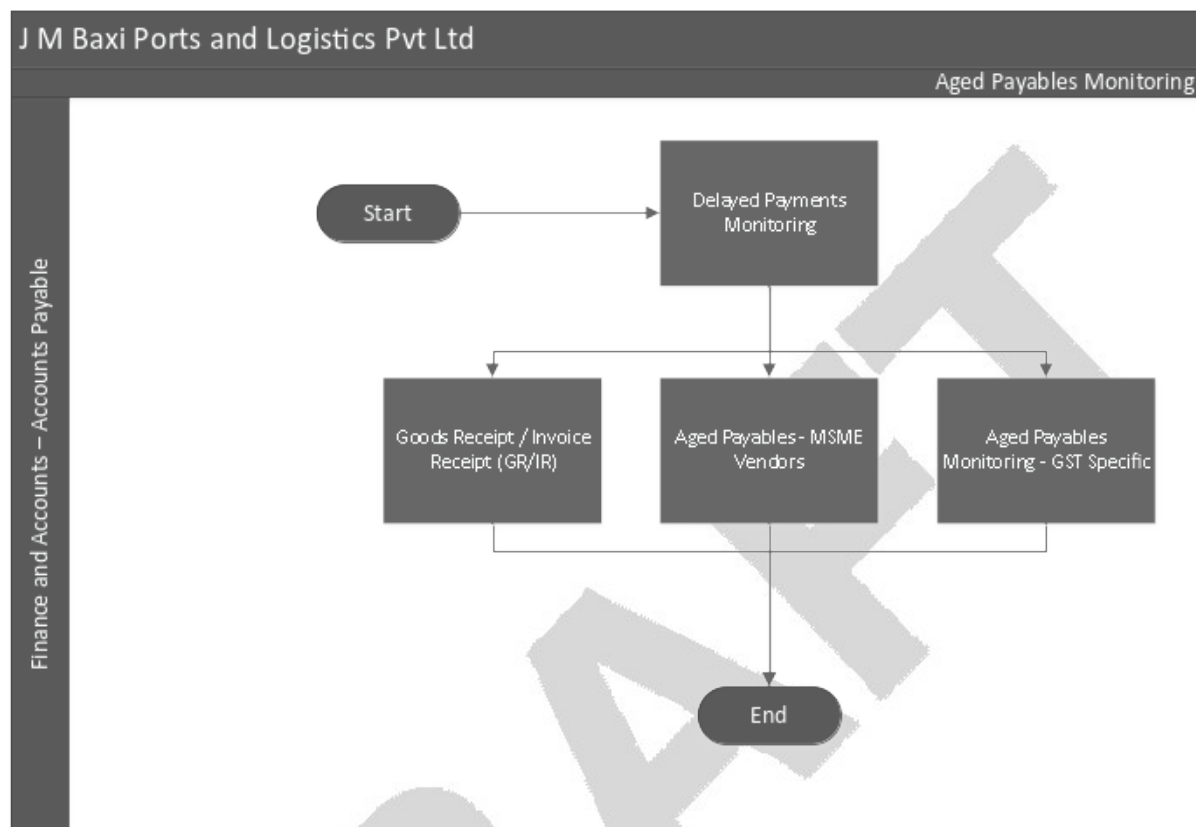 J M Baxi Ports and Logistics Pvt Ltd
Aged Payables Monitoring
Finance and Accounts – Accounts Payable
Start
Delayed Payments
Monitoring
Goods Receipt / Invoice
Receipt (GR/IR)
Aged Payables - MSME
Vendors
Aged Payables
Monitoring - GST Specific
End